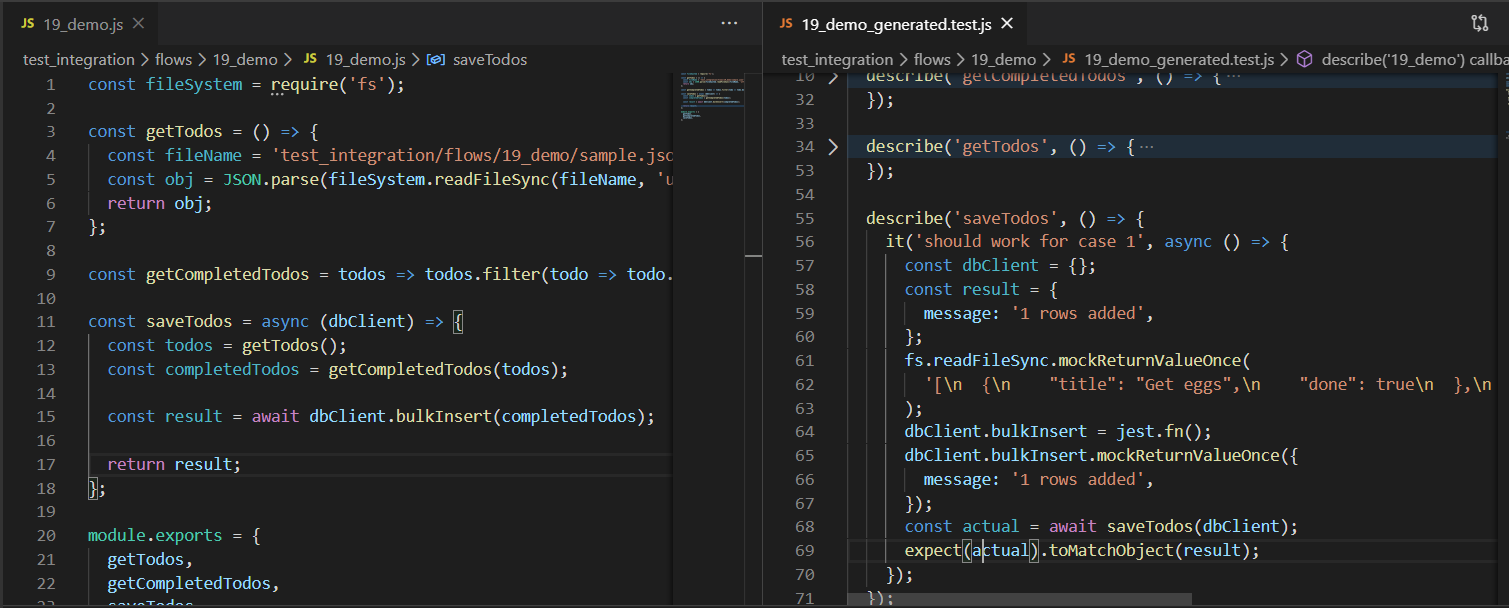 JS 19_demo.js
test_integration > flows > 19_demo > JS 19_demo.js > saveTodos
1 const fileSystem = require('fs');
2
3 const getTodos = () => {
4 const fileName = 'test_integration/flows/19_demo/sample.jsc
5 const obj = JSON.parse(fileSystem.readFileSync(fileName, 'u
6 return obj;
7 };
8
9 const getCompletedTodos = todos => todos.filter(todo => todo.
10
11 const saveTodos = async (dbClient) => {
12 const todos = getTodos();
13 const completedTodos = getCompletedTodos(todos);
14
15 const result = await dbClient.bulkInsert(completedTodos);
16
17 return result;
18 };
19
20 module.exports = {
21 getTodos,
22 getCompletedTodos,
23 saveTodos
JS 19_demo_generated.test.js
test_integration > flows > 19_demo > JS 19_demo_generated.test.js > describe('19_demo') callba
10 describe('getCompletedTodos', () => {···
32 });
33
34 describe('getTodos', () => {···
53 });
54
55 describe('saveTodos', () => {
56 it('should work for case 1', async () => {
57 const dbClient = {};
58 const result = {
59 message: '1 rows added',
60 };
61 fs.readFileSync.mockReturnValueOnce(
62 '[\n  {\n    "title": "Get eggs",\n    "done": true\n  },\n
63 );
64 dbClient.bulkInsert = jest.fn();
65 dbClient.bulkInsert.mockReturnValueOnce({
66 message: '1 rows added',
67 });
68 const actual = await saveTodos(dbClient);
69 expect(actual).toMatchObject(result);
70 });
71 });